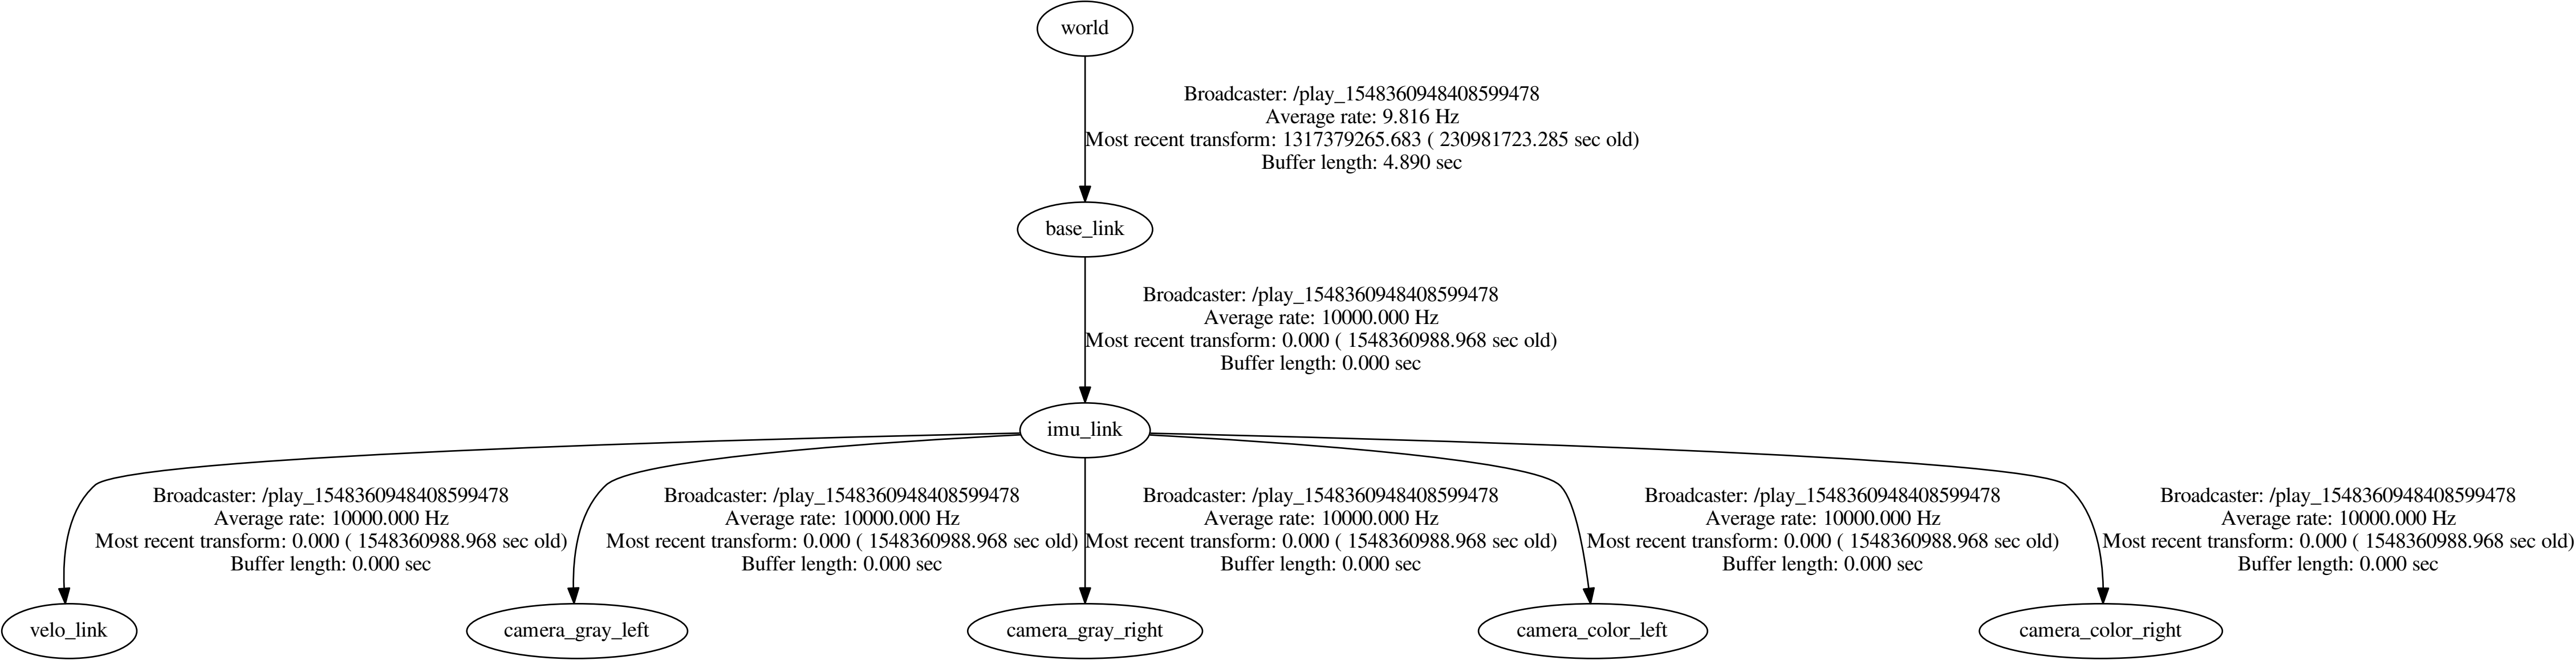 world
Broadcaster: /play_1548360948408599478
Average rate: 9.816 Hz
Most recent transform: 1317379265.683 ( 230981723.285 sec old)
Buffer length: 4.890 sec
base_link
Broadcaster: /play_1548360948408599478
Average rate: 10000.000 Hz
Most recent transform: 0.000 ( 1548360988.968 sec old)
Buffer length: 0.000 sec
imu_link
Broadcaster: /play_1548360948408599478
Average rate: 10000.000 Hz
Most recent transform: 0.000 ( 1548360988.968 sec old)
Buffer length: 0.000 sec
Broadcaster: /play_1548360948408599478
Average rate: 10000.000 Hz
Most recent transform: 0.000 ( 1548360988.968 sec old)
Buffer length: 0.000 sec
Broadcaster: /play_1548360948408599478
Average rate: 10000.000 Hz
Most recent transform: 0.000 ( 1548360988.968 sec old)
Buffer length: 0.000 sec
Broadcaster: /play_1548360948408599478
Average rate: 10000.000 Hz
Most recent transform: 0.000 ( 1548360988.968 sec old)
Buffer length: 0.000 sec
Broadcaster: /play_1548360948408599478
Average rate: 10000.000 Hz
Most recent transform: 0.000 ( 1548360988.968 sec old)
Buffer length: 0.000 sec
velo_link
camera_gray_left
camera_gray_right
camera_color_left
camera_color_right